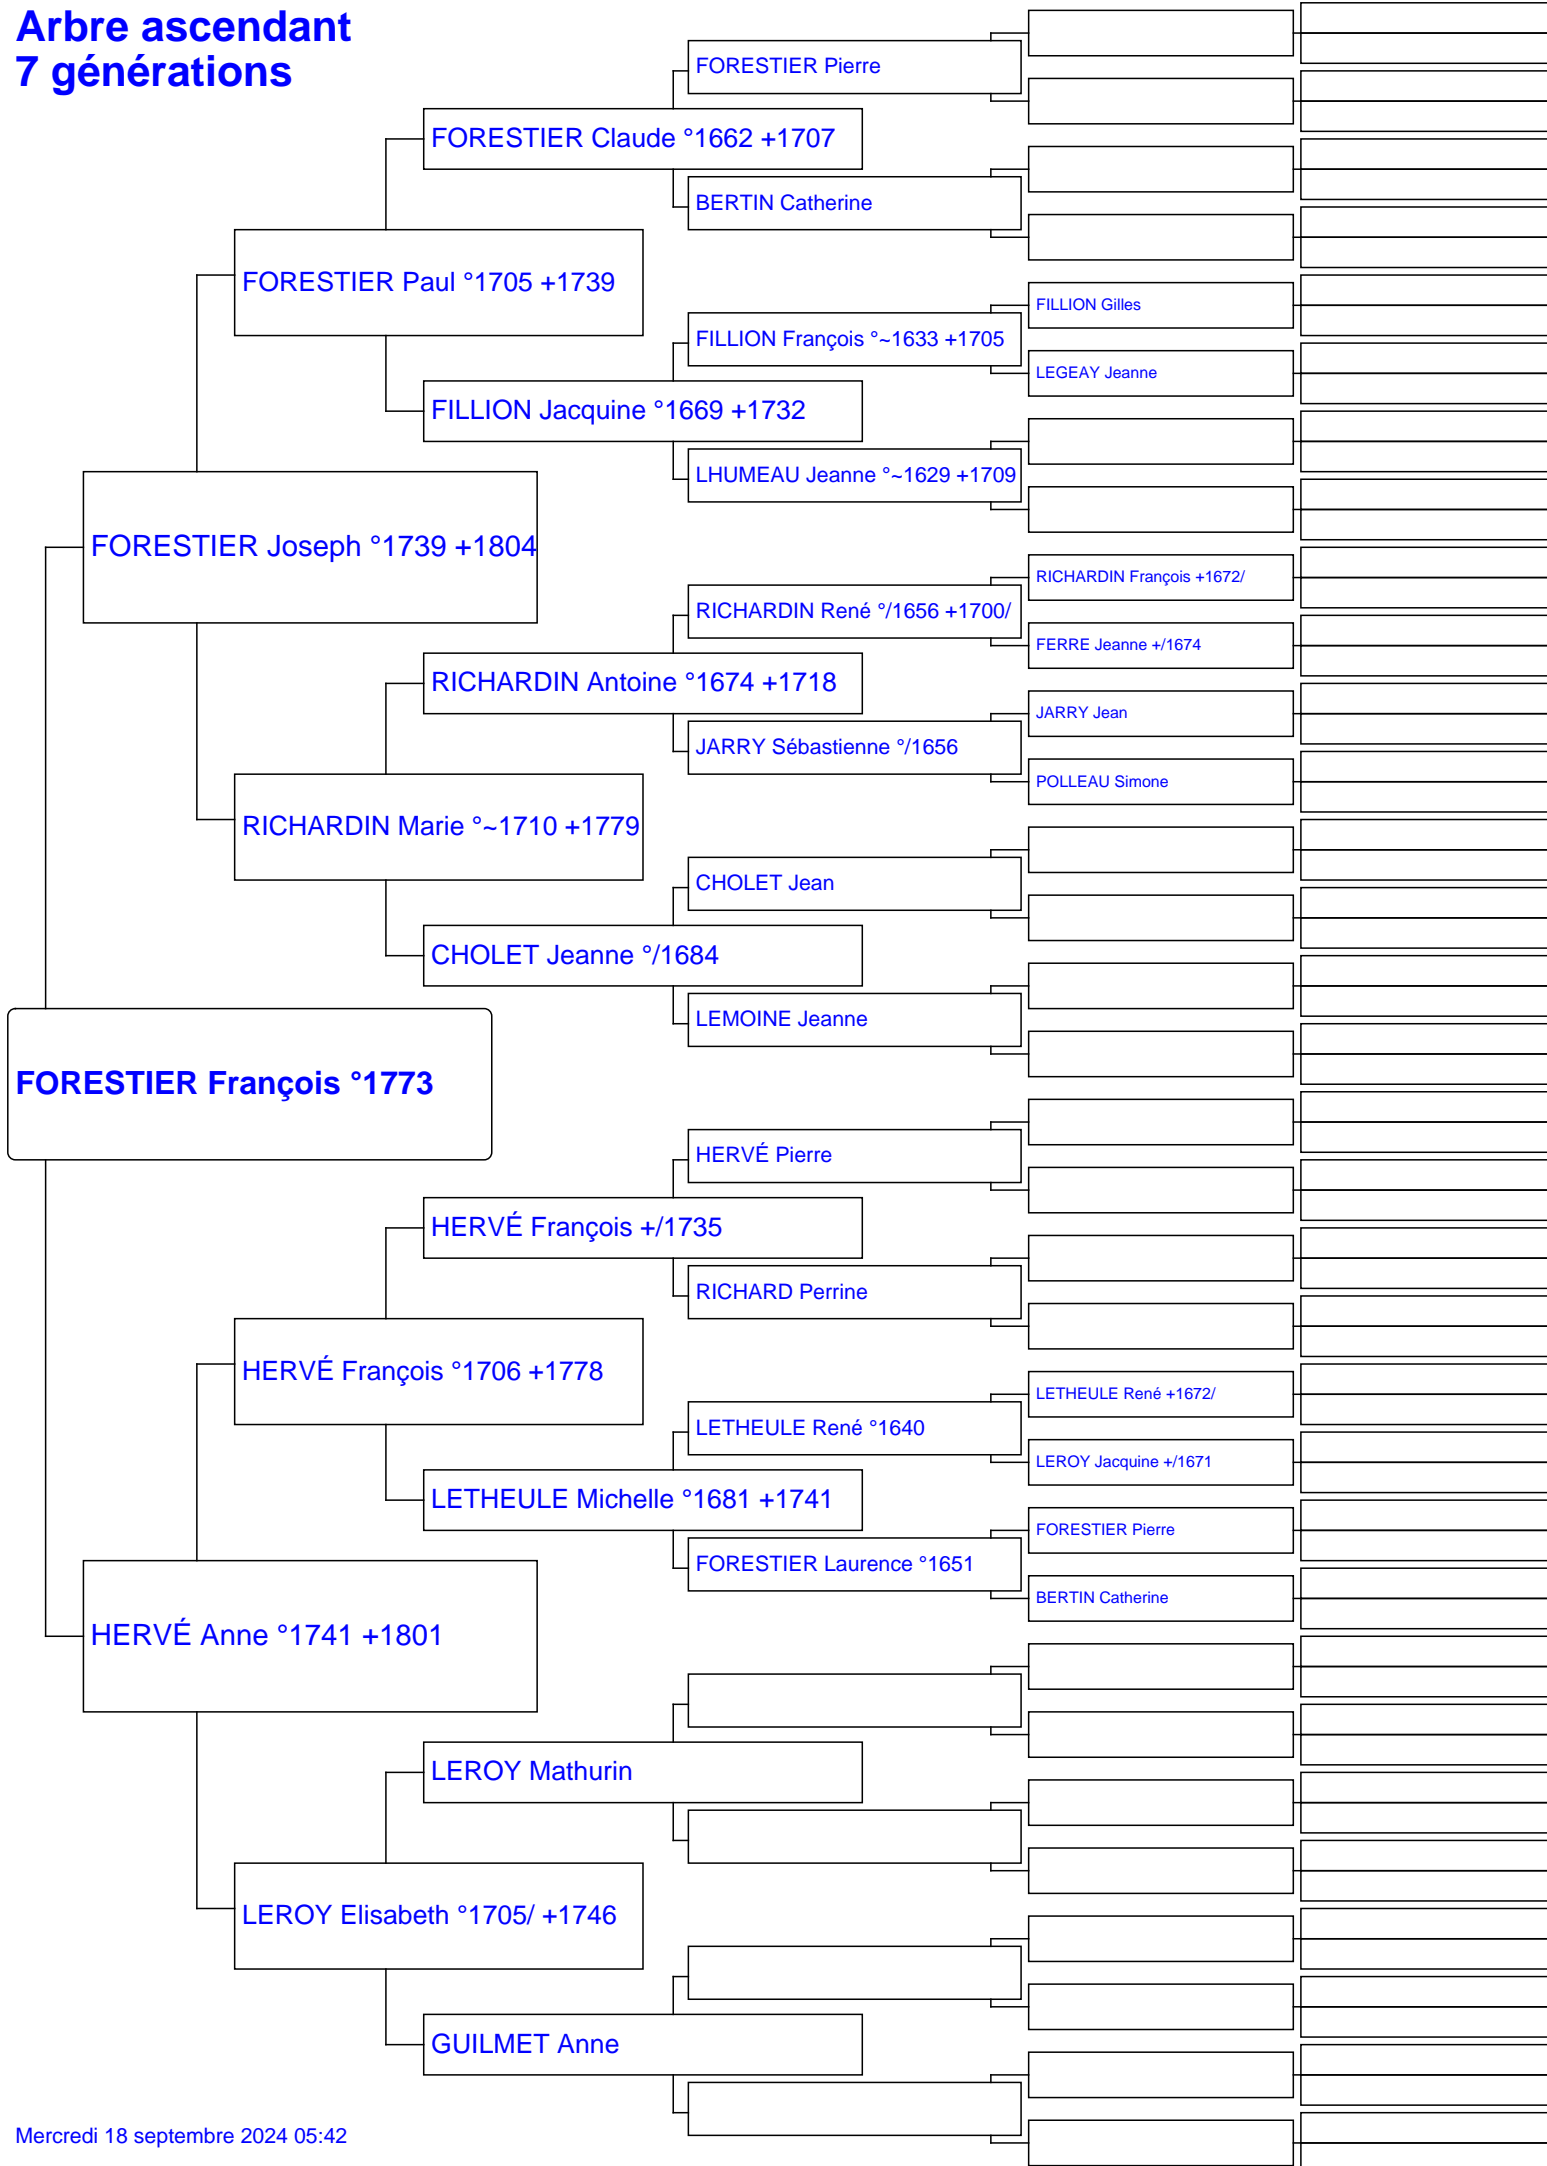 Arbre ascendant
7 générations
FORESTIER Pierre
FORESTIER Claude °1662 +1707
BERTIN Catherine
FORESTIER Paul °1705 +1739
FILLION Gilles
FILLION François °~1633 +1705
LEGEAY Jeanne
FILLION Jacquine °1669 +1732
LHUMEAU Jeanne °~1629 +1709
FORESTIER Joseph °1739 +1804
RICHARDIN François +1672/
RICHARDIN René °/1656 +1700/
FERRE Jeanne +/1674
RICHARDIN Antoine °1674 +1718
JARRY Jean
JARRY Sébastienne °/1656
POLLEAU Simone
RICHARDIN Marie °~1710 +1779
CHOLET Jean
CHOLET Jeanne °/1684
LEMOINE Jeanne
FORESTIER François °1773
HERVÉ Pierre
HERVÉ François +/1735
RICHARD Perrine
HERVÉ François °1706 +1778
LETHEULE René +1672/
LETHEULE René °1640
LEROY Jacquine +/1671
LETHEULE Michelle °1681 +1741
FORESTIER Pierre
FORESTIER Laurence °1651
BERTIN Catherine
HERVÉ Anne °1741 +1801
LEROY Mathurin
LEROY Elisabeth °1705/ +1746
GUILMET Anne
Mercredi 18 septembre 2024 05:42